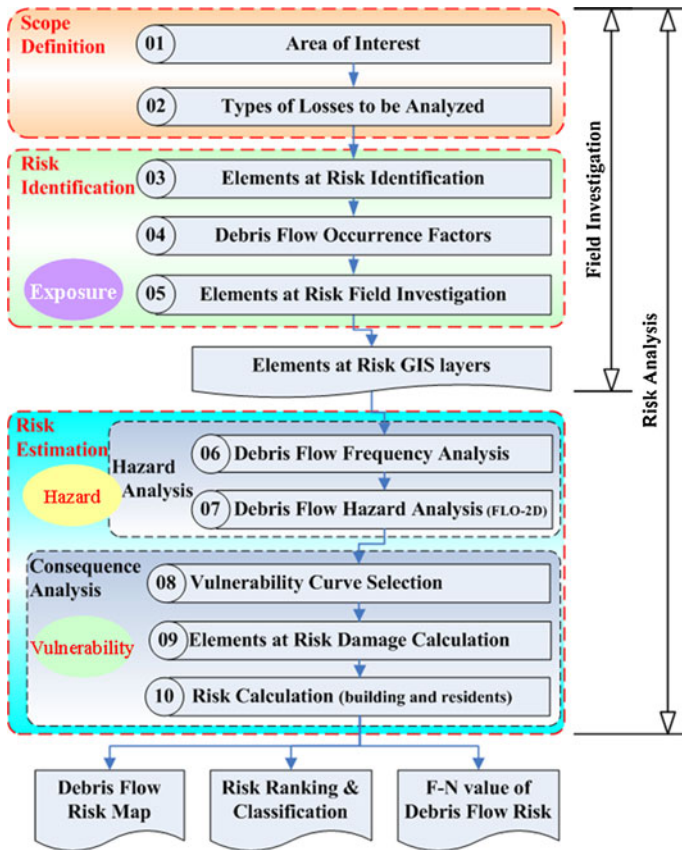 Scope
Definition
01
Area of Interest
02
Types of Losses to be Analyzed
Risk
Identification
03
Elements at Risk Identification
04
Debris Flow Occurrence Factors
Exposure
05
Elements at Risk Field Investigation
Elements at Risk GIS layers
Field Investigation
Risk Analysis
Risk
Estimation
Hazard
Analysis
Hazard
06
Debris Flow Frequency Analysis
07
Debris Flow Hazard Analysis (FLO-2D)
Consequence
Analysis
Vulnerability
08
Vulnerability Curve Selection
09
Elements at Risk Damage Calculation
10
Risk Calculation (building and residents)
Debris Flow
Risk Map
Risk Ranking &
Classification
F-N value of
Debris Flow Risk